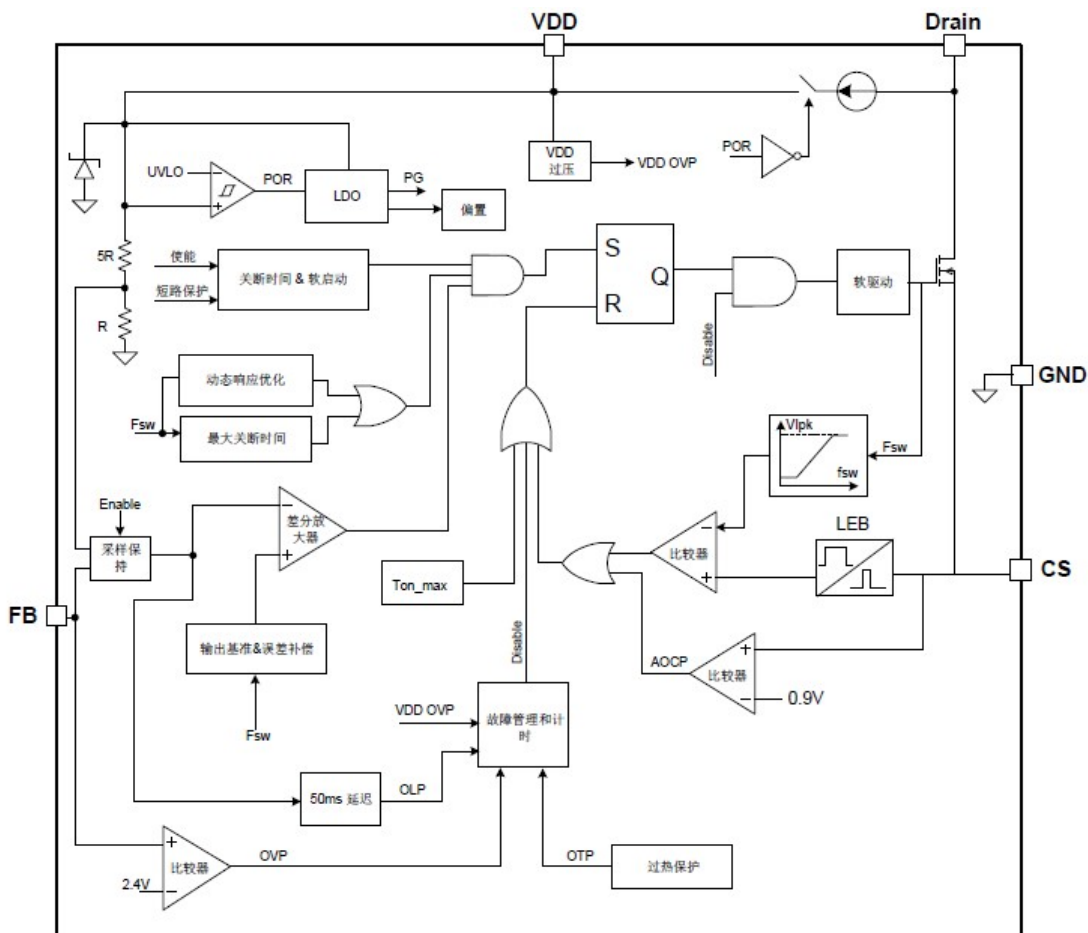 VDD
Drain
UVLO
POR
LDO
PG
偏置
VDD
过压
VDD OVP
POR
5R
R
使能
短路保护
关断时间 & 软启动
S
R
Q
Disable
软驱动
GND
动态响应优化
Fsw
最大关断时间
VIpk
fsw
Fsw
Enable
采样保
持
差分放
大器
比较器
LEB
CS
FB
Ton_max
输出基准&误差补偿
Fsw
Disable
AOCP
比较器
0.9V
VDD OVP
故障管理和计
时
50ms 延迟
OLP
比较器
2.4V
OVP
OTP
过热保护